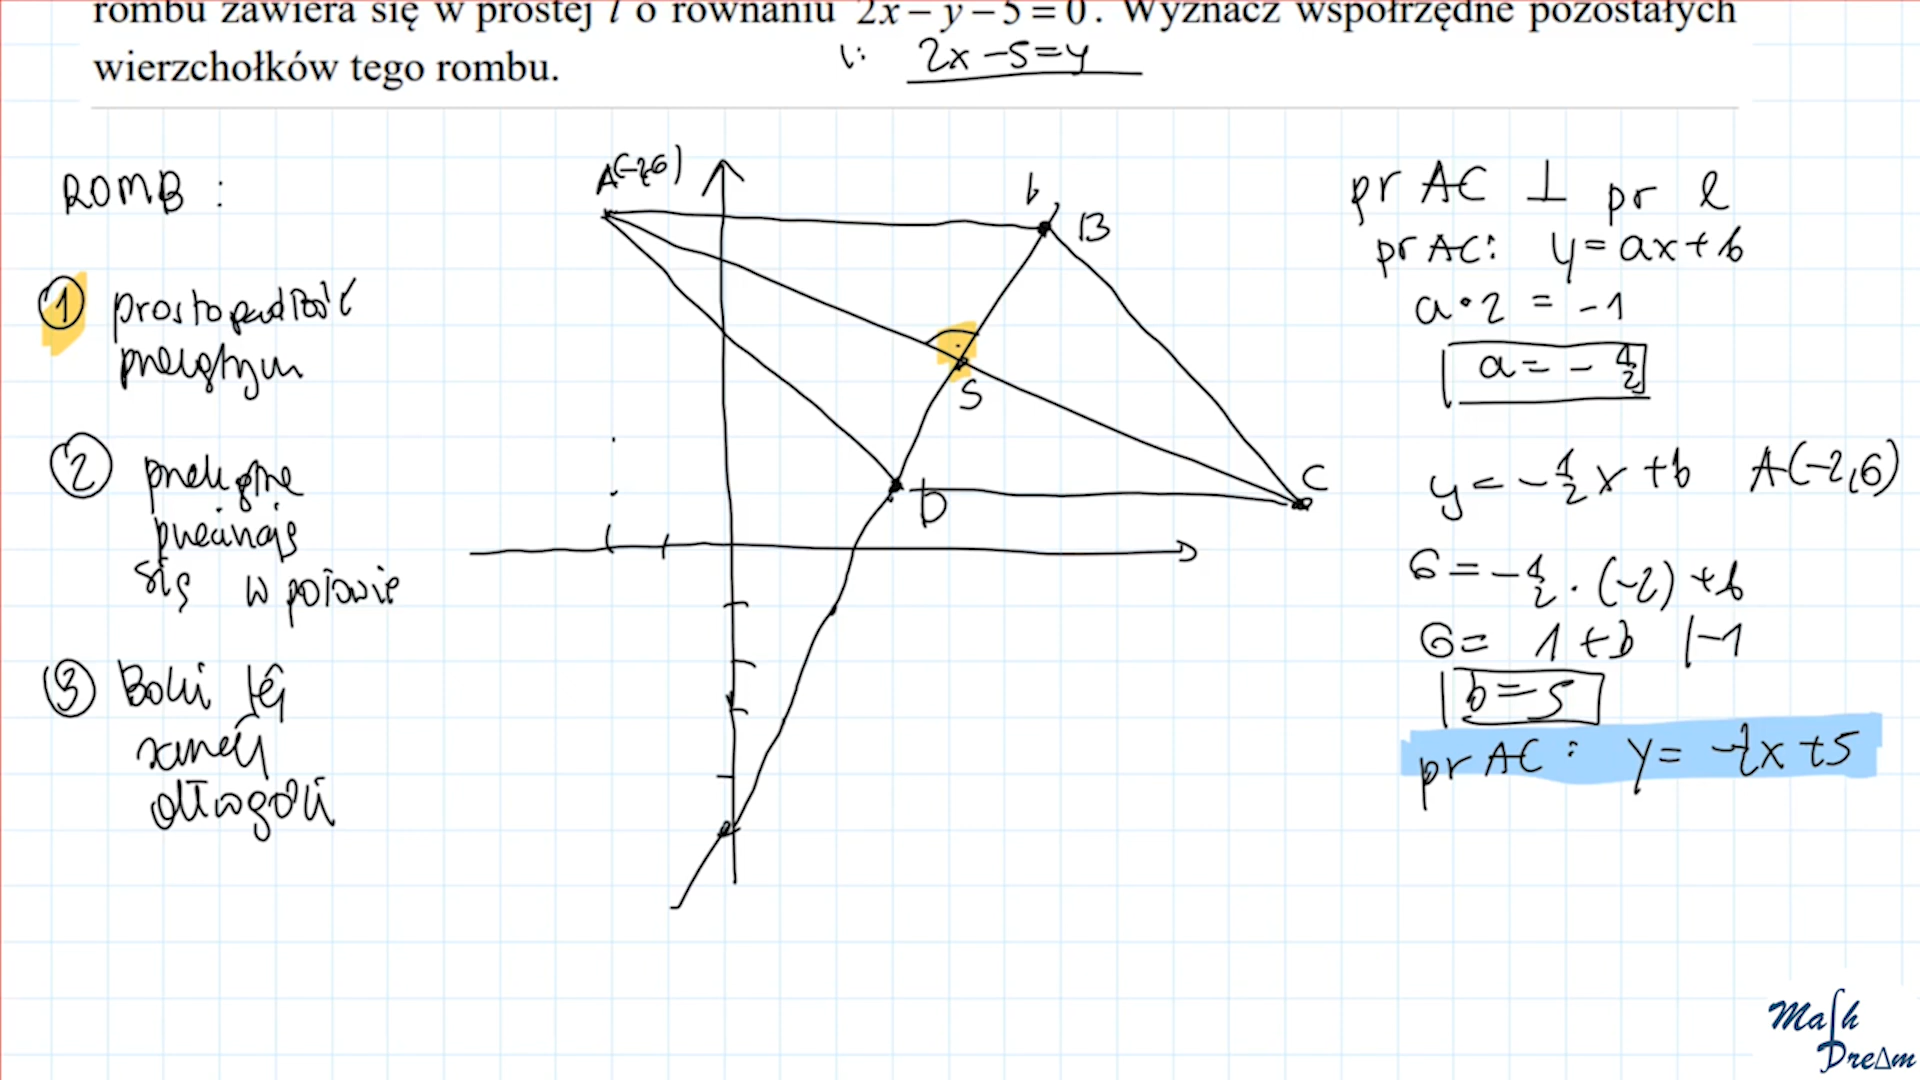 rombu zawiera się w prostej l o równaniu 2x − y − 5 = 0. Wyznacz współrzędne pozostałych
wierzchołków tego rombu.
l: 2x − 5 = y
ROMB :
① prostopadłość
przekątnych
② przekątne
przecinają
się w połowie
③ Boki tej
samej
długości
A(-2,6)
l
B
S
D
C
pr AC ⊥ pr l
pr AC: y = ax + b
a · 2 = -1
a = - 1/2
y = - 1/2 x + b A(-2,6)
6 = - 1/2 · (-2) + b
6 = 1 + b |-1
b = 5
pr AC : y = -1/2 x + 5
Math
Dream